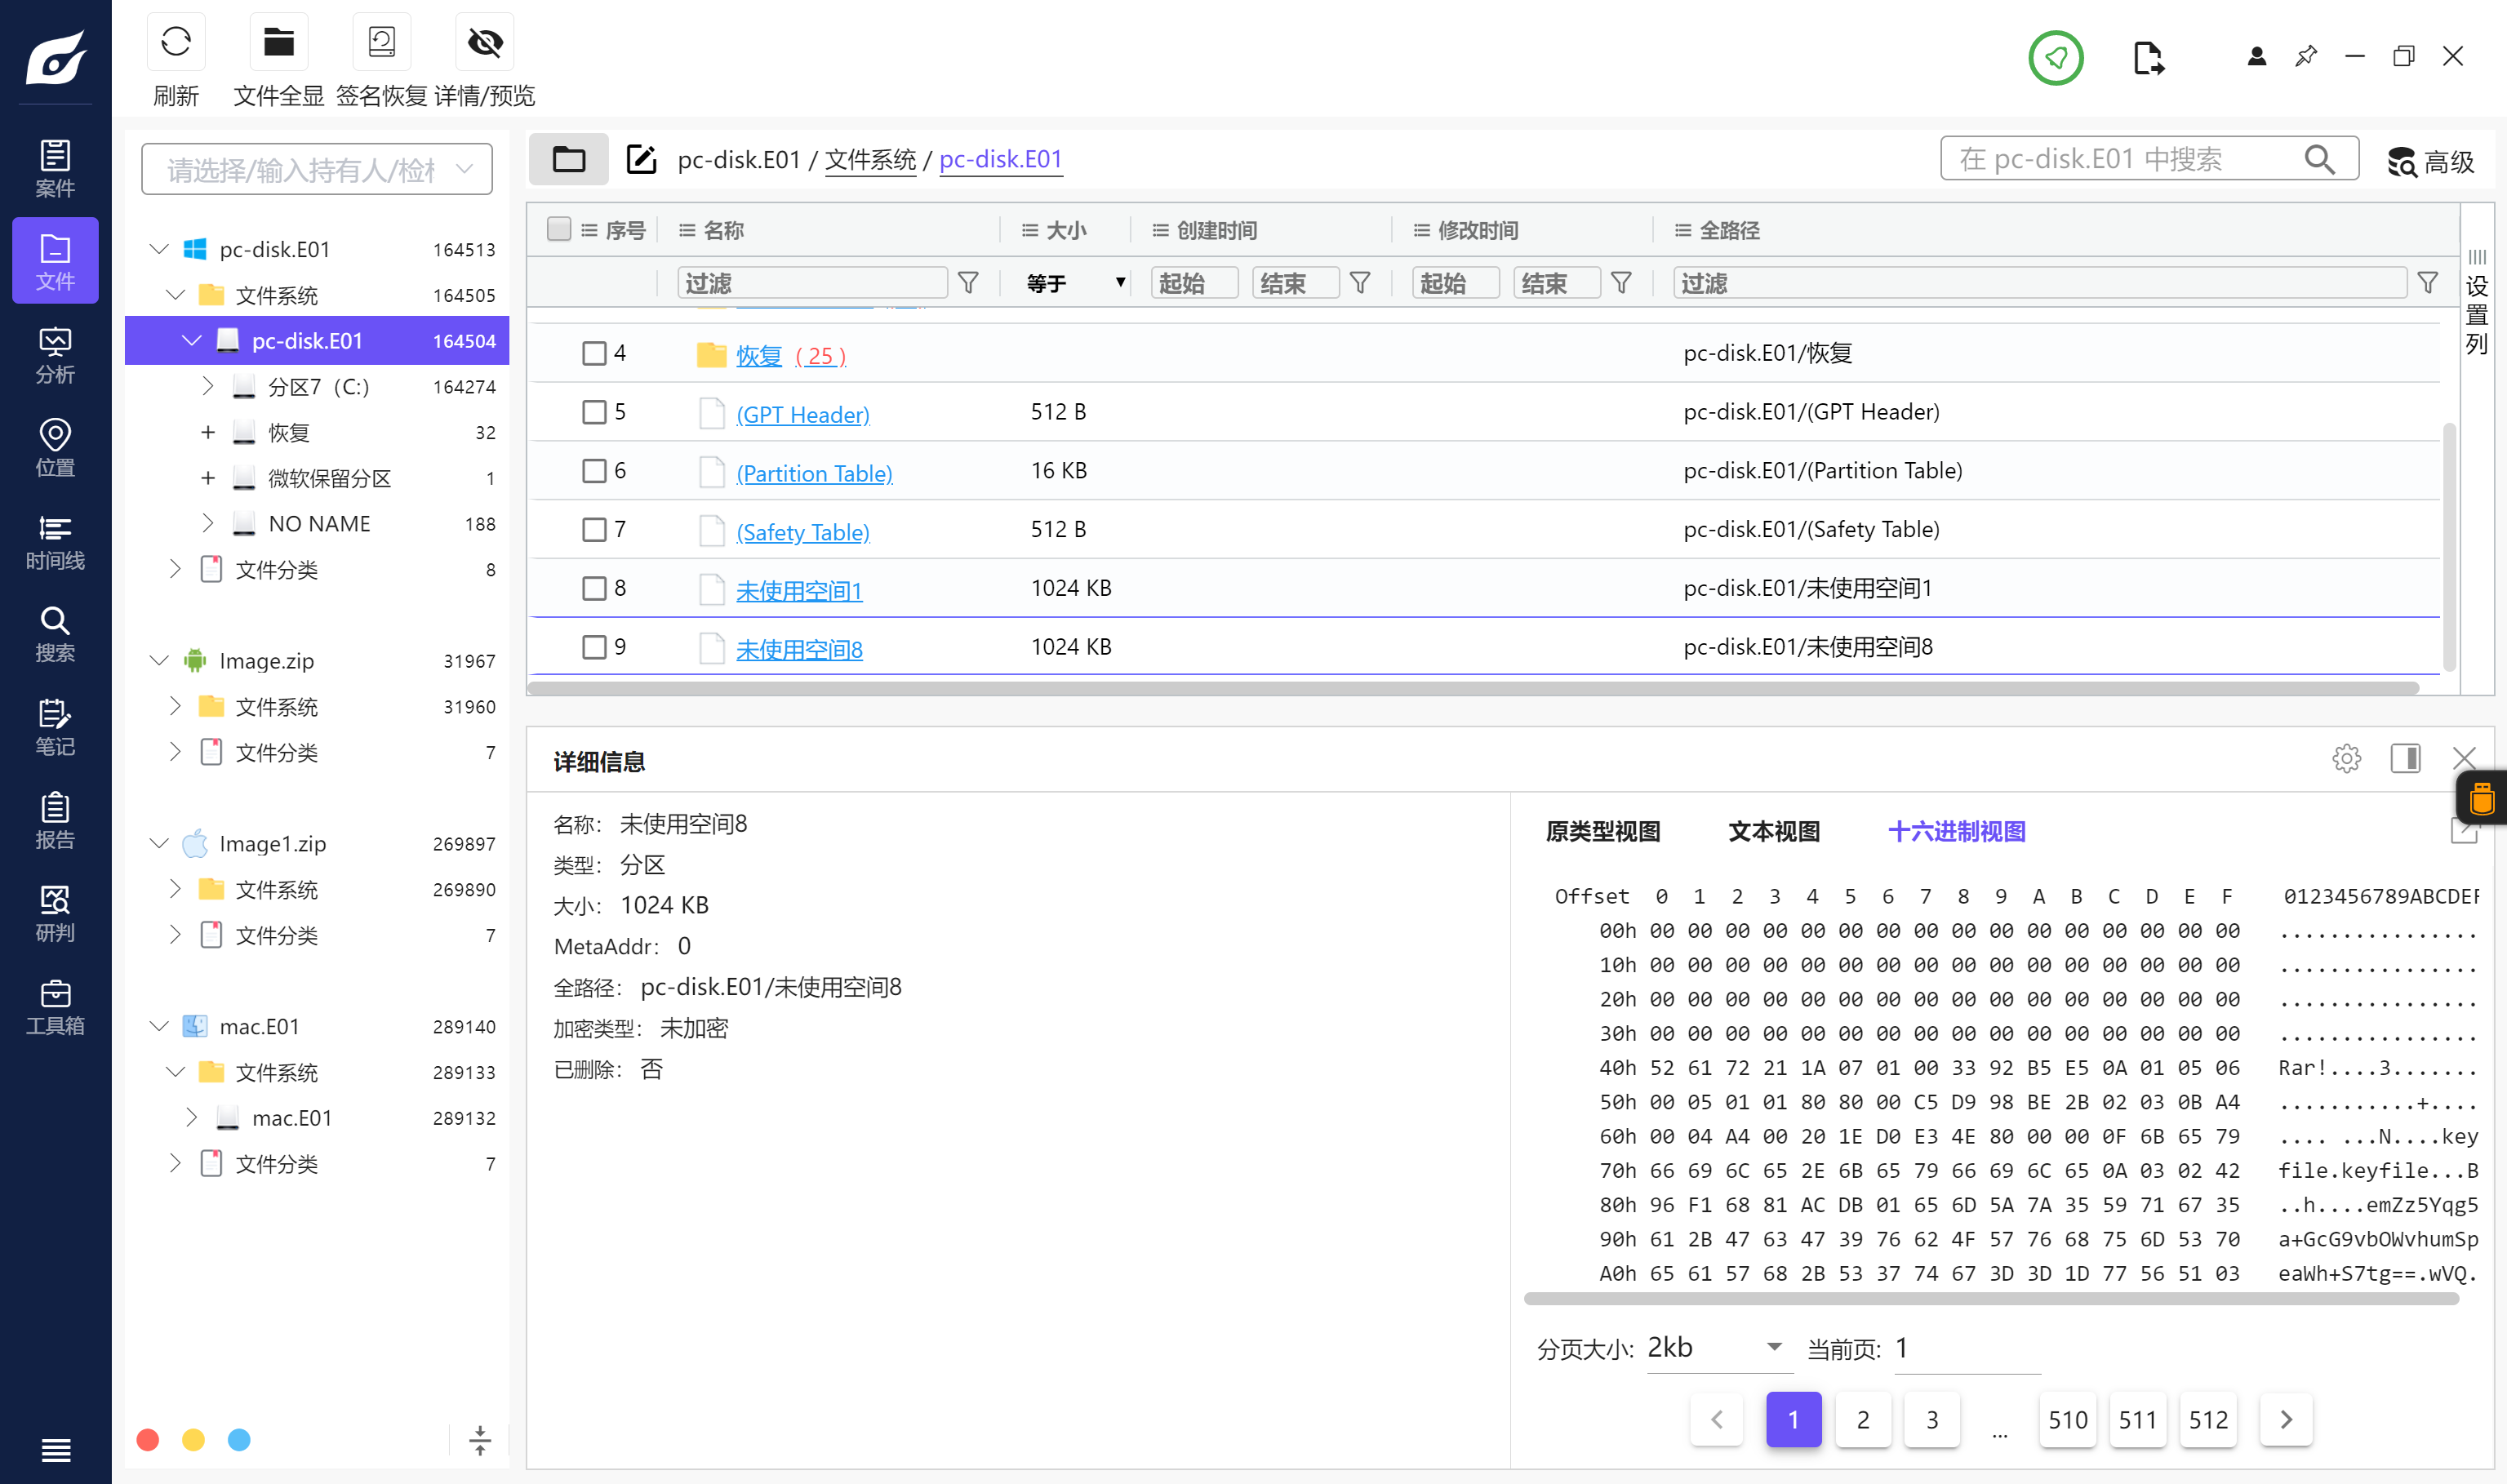 刷新 文件全显 签名恢复 详情/预览
案件
文件
分析
位置
时间线
搜索
笔记
报告
研判
工具箱
请选择/输入持有人/检
pc-disk.E01 164513
文件系统 164505
pc-disk.E01 164504
分区7（C:） 164274
恢复 32
微软保留分区 1
NO NAME 188
文件分类 8
Image.zip 31967
文件系统 31960
文件分类 7
Image1.zip 269897
文件系统 269890
文件分类 7
mac.E01 289140
文件系统 289133
mac.E01 289132
文件分类 7
pc-disk.E01 / 文件系统 / pc-disk.E01
在 pc-disk.E01 中搜索
高级
序号 名称 大小 创建时间 修改时间 全路径
过滤 等于 起始 结束 起始 结束 过滤
设置列
4 恢复 ( 25 ) pc-disk.E01/恢复
5 (GPT Header) 512 B pc-disk.E01/(GPT Header)
6 (Partition Table) 16 KB pc-disk.E01/(Partition Table)
7 (Safety Table) 512 B pc-disk.E01/(Safety Table)
8 未使用空间1 1024 KB pc-disk.E01/未使用空间1
9 未使用空间8 1024 KB pc-disk.E01/未使用空间8
详细信息
名称： 未使用空间8
类型： 分区
大小： 1024 KB
MetaAddr： 0
全路径： pc-disk.E01/未使用空间8
加密类型： 未加密
已删除： 否
原类型视图 文本视图 十六进制视图
Offset 0 1 2 3 4 5 6 7 8 9 A B C D E F 0123456789ABCDEF
00h 00 00 00 00 00 00 00 00 00 00 00 00 00 00 00 00 ................
10h 00 00 00 00 00 00 00 00 00 00 00 00 00 00 00 00 ................
20h 00 00 00 00 00 00 00 00 00 00 00 00 00 00 00 00 ................
30h 00 00 00 00 00 00 00 00 00 00 00 00 00 00 00 00 ................
40h 52 61 72 21 1A 07 01 00 33 92 B5 E5 0A 01 05 06 Rar!....3.......
50h 00 05 01 01 80 80 00 C5 D9 98 BE 2B 02 03 0B A4 ...........+....
60h 00 04 A4 00 20 1E D0 E3 4E 80 00 00 0F 6B 65 79 .... ...N....key
70h 66 69 6C 65 2E 6B 65 79 66 69 6C 65 0A 03 02 42 file.keyfile...B
80h 96 F1 68 81 AC DB 01 65 6D 5A 7A 35 59 71 67 35 ..h....emZz5Yqg5
90h 61 2B 47 63 47 39 76 62 4F 57 76 68 75 6D 53 70 a+GcG9vbOWvhumSp
A0h 65 61 57 68 2B 53 37 74 67 3D 3D 1D 77 56 51 03 eaWh+S7tg==.wVQ.
分页大小: 2kb 当前页: 1
1 2 3 ... 510 511 512